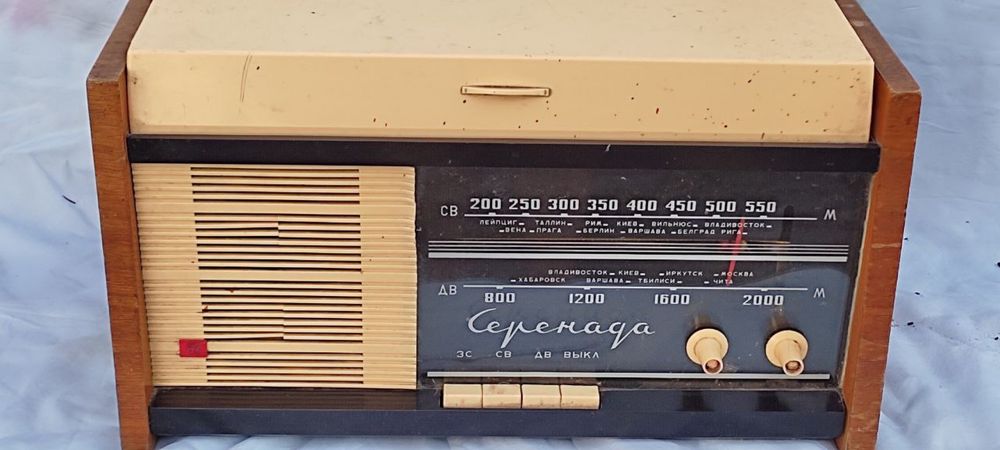 200 250 300 350 400 450 500 550
СВ М
ЛЕЙПЦИГ ТАЛЛИН РИМ КИЕВ ВИЛЬНЮС ВЛАДИВОСТОК
ВЕНА ПРАГА БЕРЛИН ВАРШАВА БЕЛГРАД РИГА
ВЛАДИВОСТОК КИЕВ ИРКУТСК МОСКВА
ХАБАРОВСК ВАРШАВА ТБИЛИСИ ЧИТА
ДВ М
800 1200 1600 2000
Серенада
ЗС СВ ДВ ВЫКЛ